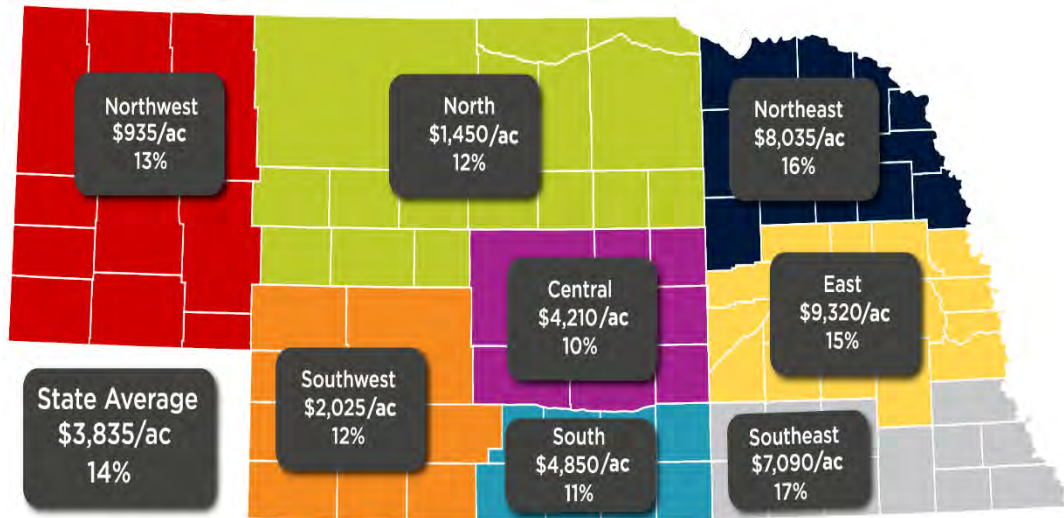 Northwest
$935/ac
13%
North
$1,450/ac
12%
Northeast
$8,035/ac
16%
Central
$4,210/ac
10%
East
$9,320/ac
15%
Southwest
$2,025/ac
12%
State Average
$3,835/ac
14%
South
$4,850/ac
11%
Southeast
$7,090/ac
17%